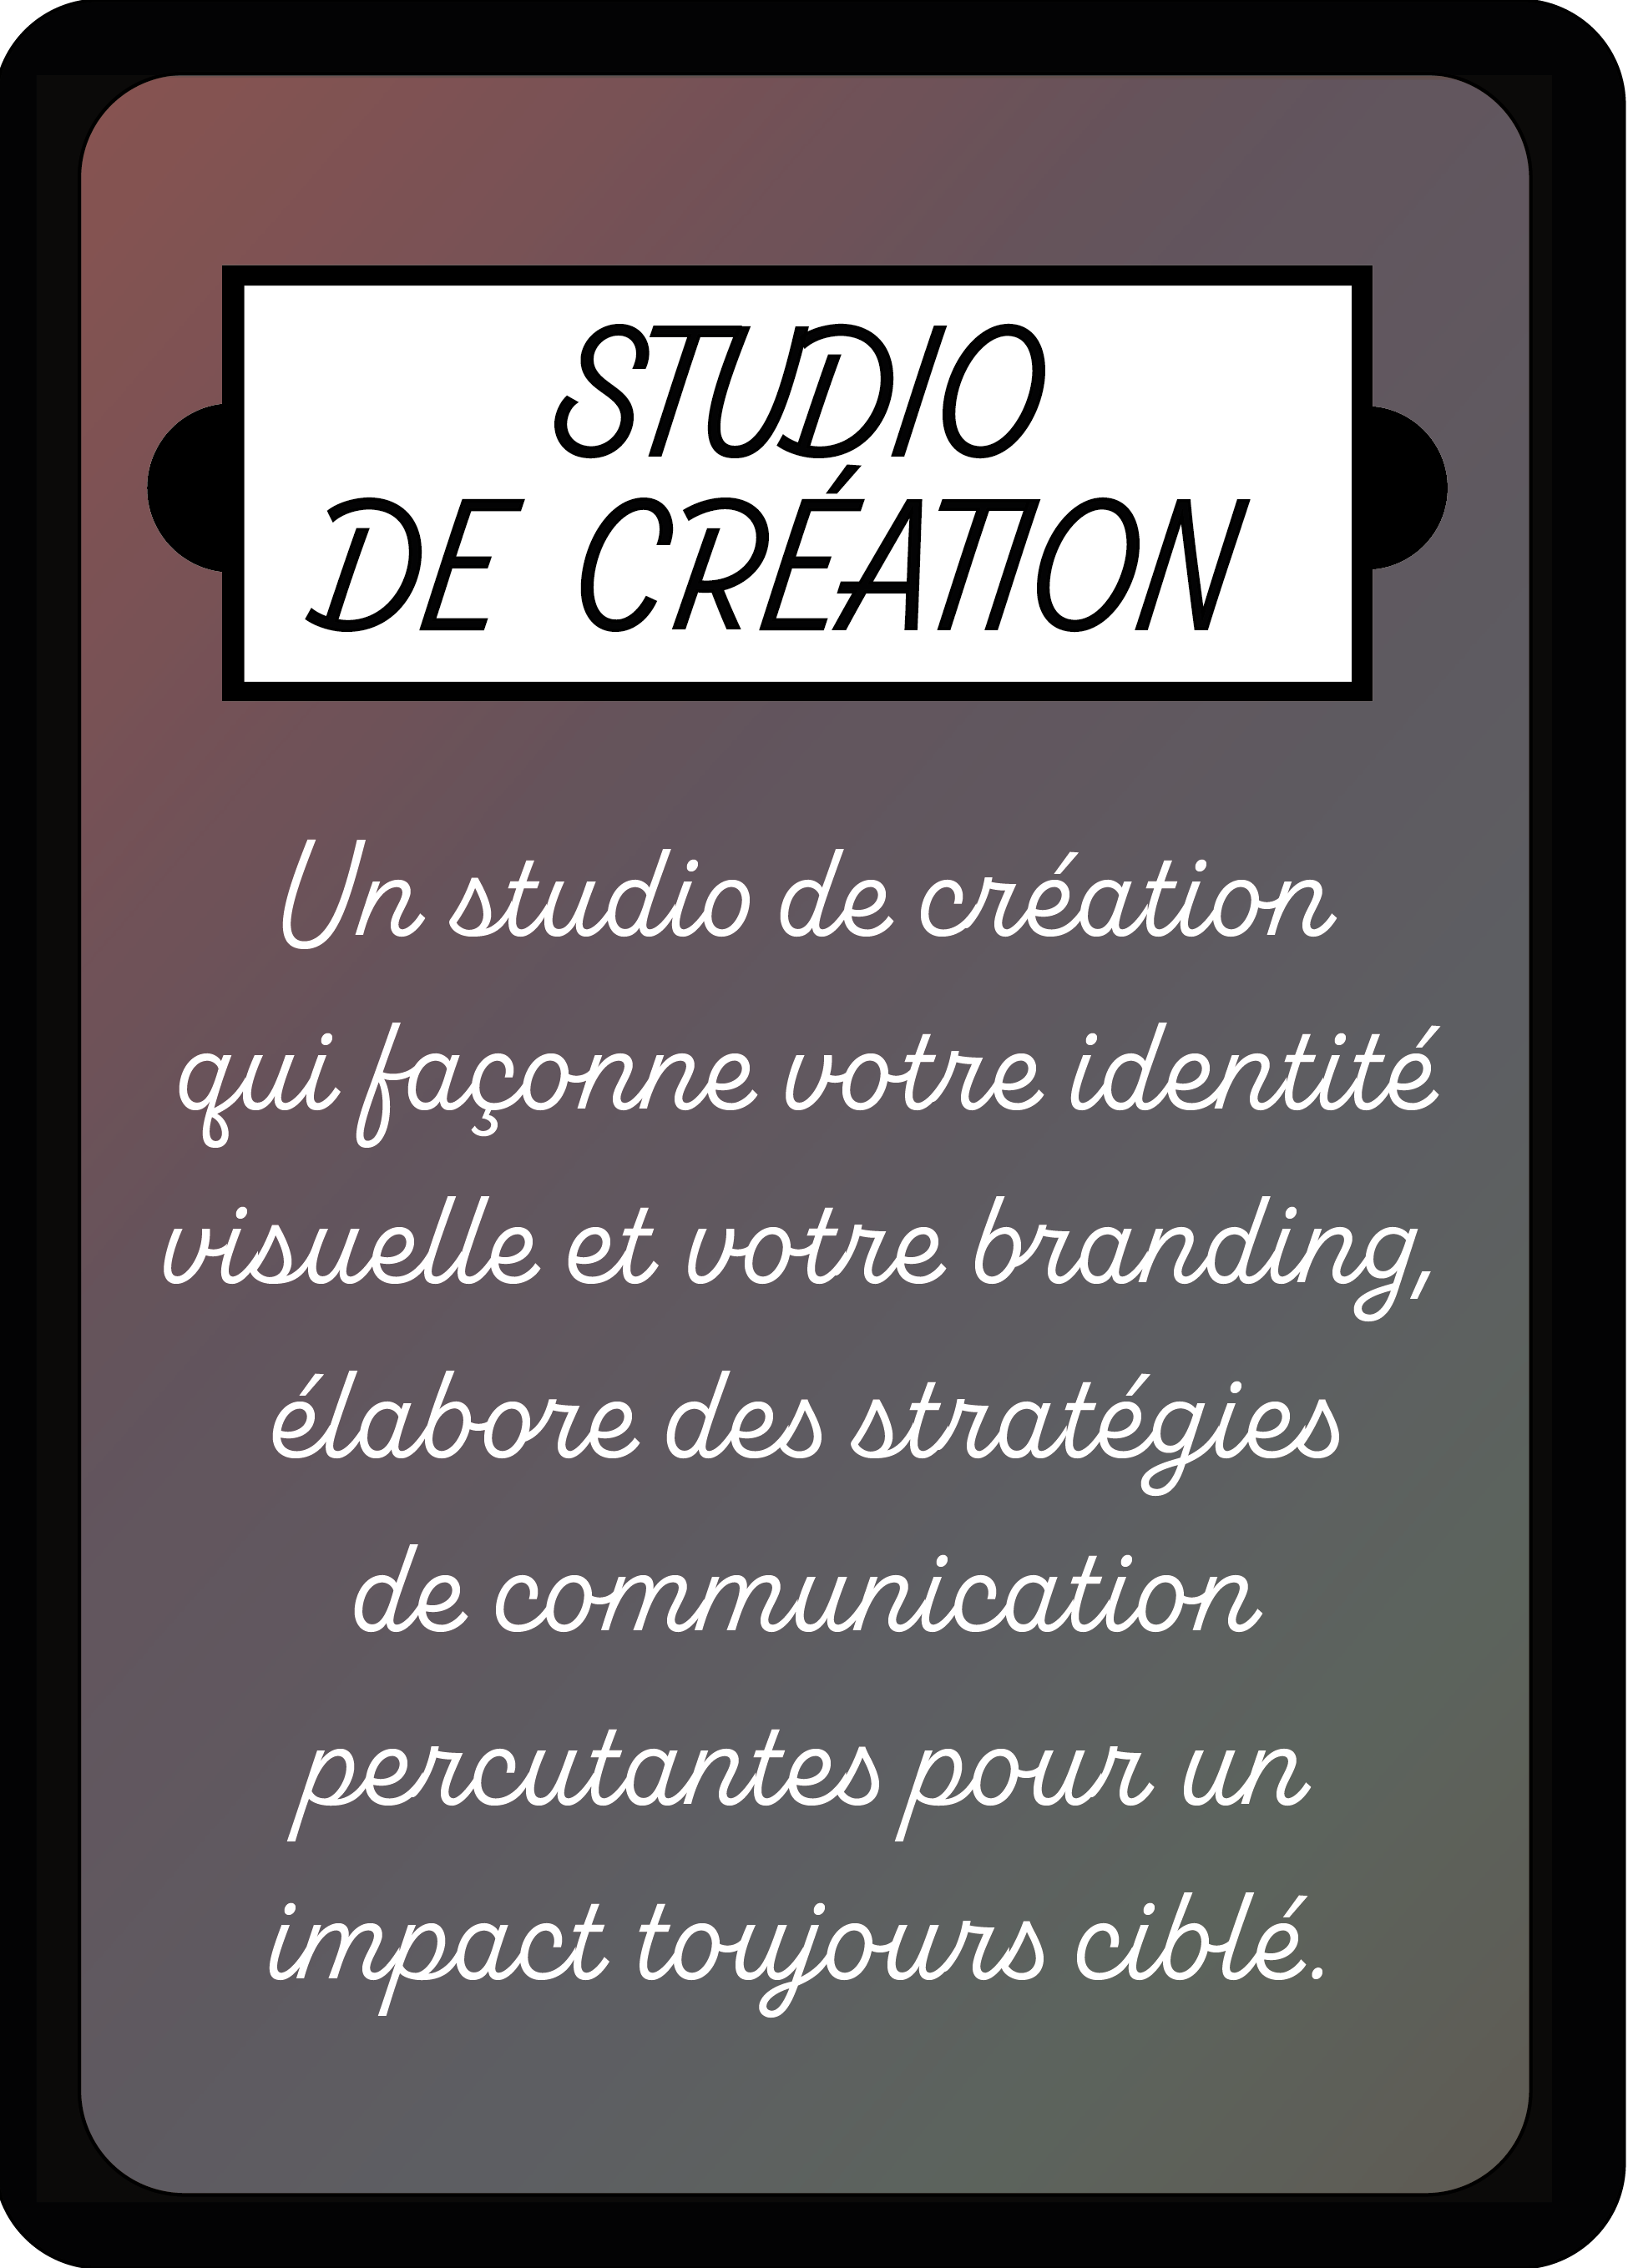 STUDIO
DE CRÉATION
Un studio de création
qui façonne votre identité
visuelle et votre branding,
élabore des stratégies
de communication
percutantes pour un
impact toujours ciblé.